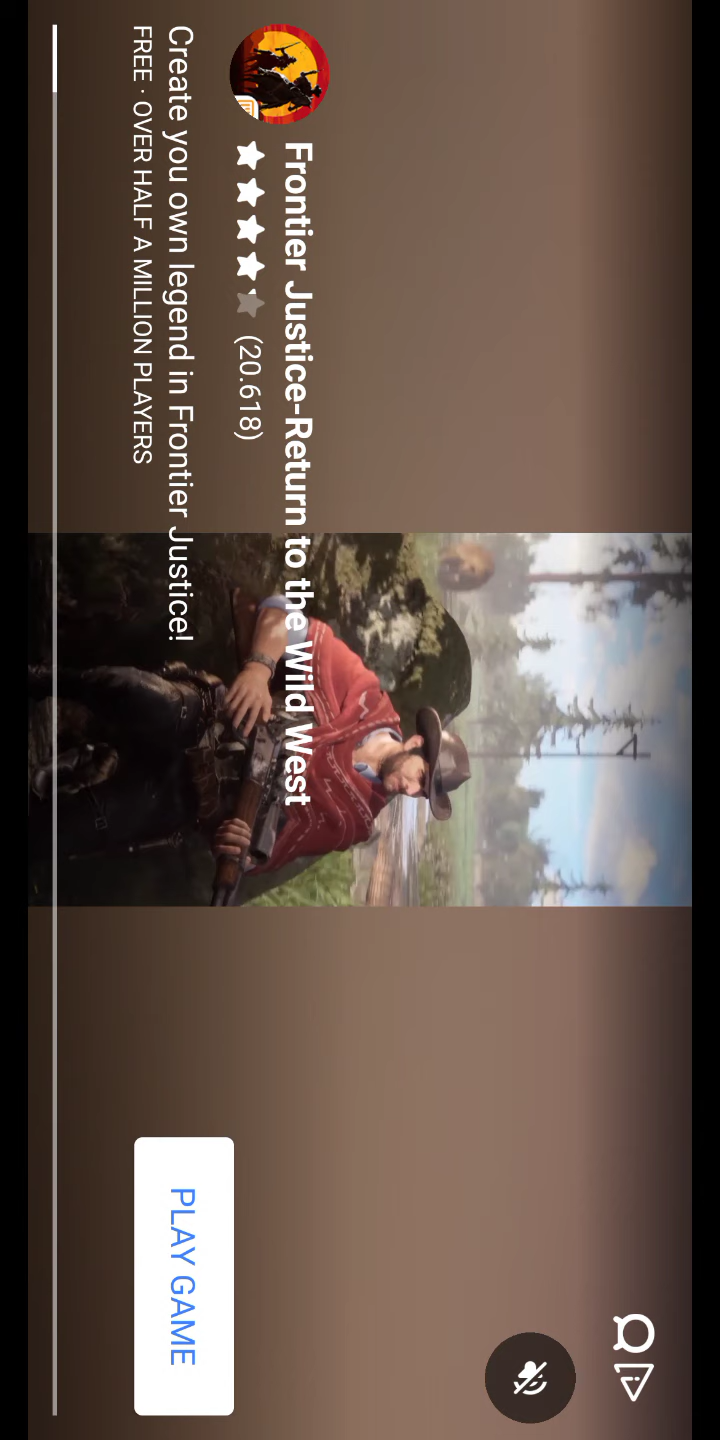 Frontier Justice-Return to the Wild West
(20.618)
Create you own legend in Frontier Justice!
FREE · OVER HALF A MILLION PLAYERS
PLAY GAME